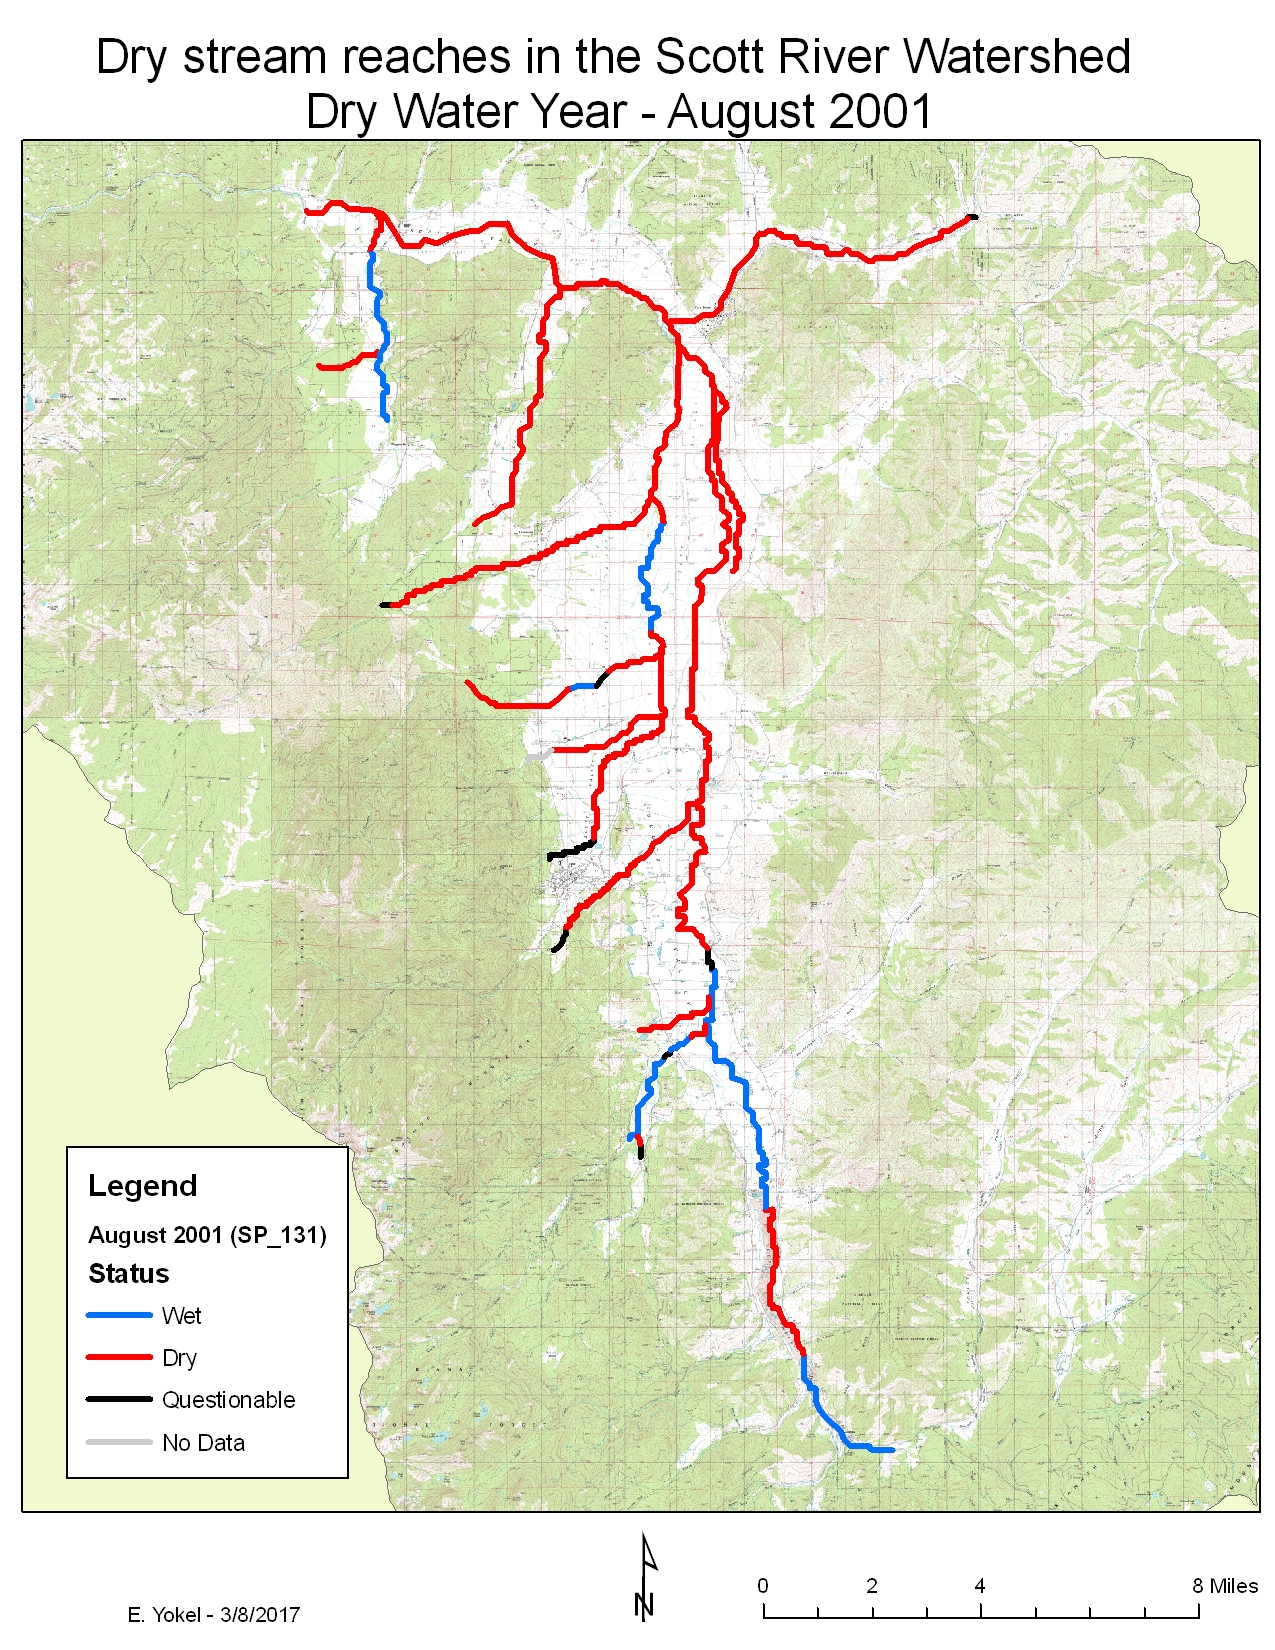 Dry stream reaches in the Scott River Watershed
Dry Water Year - August 2001
Legend
August 2001 (SP_131)
Status
Wet
Dry
Questionable
No Data
N
0 2 4 8 Miles
E. Yokel - 3/8/2017